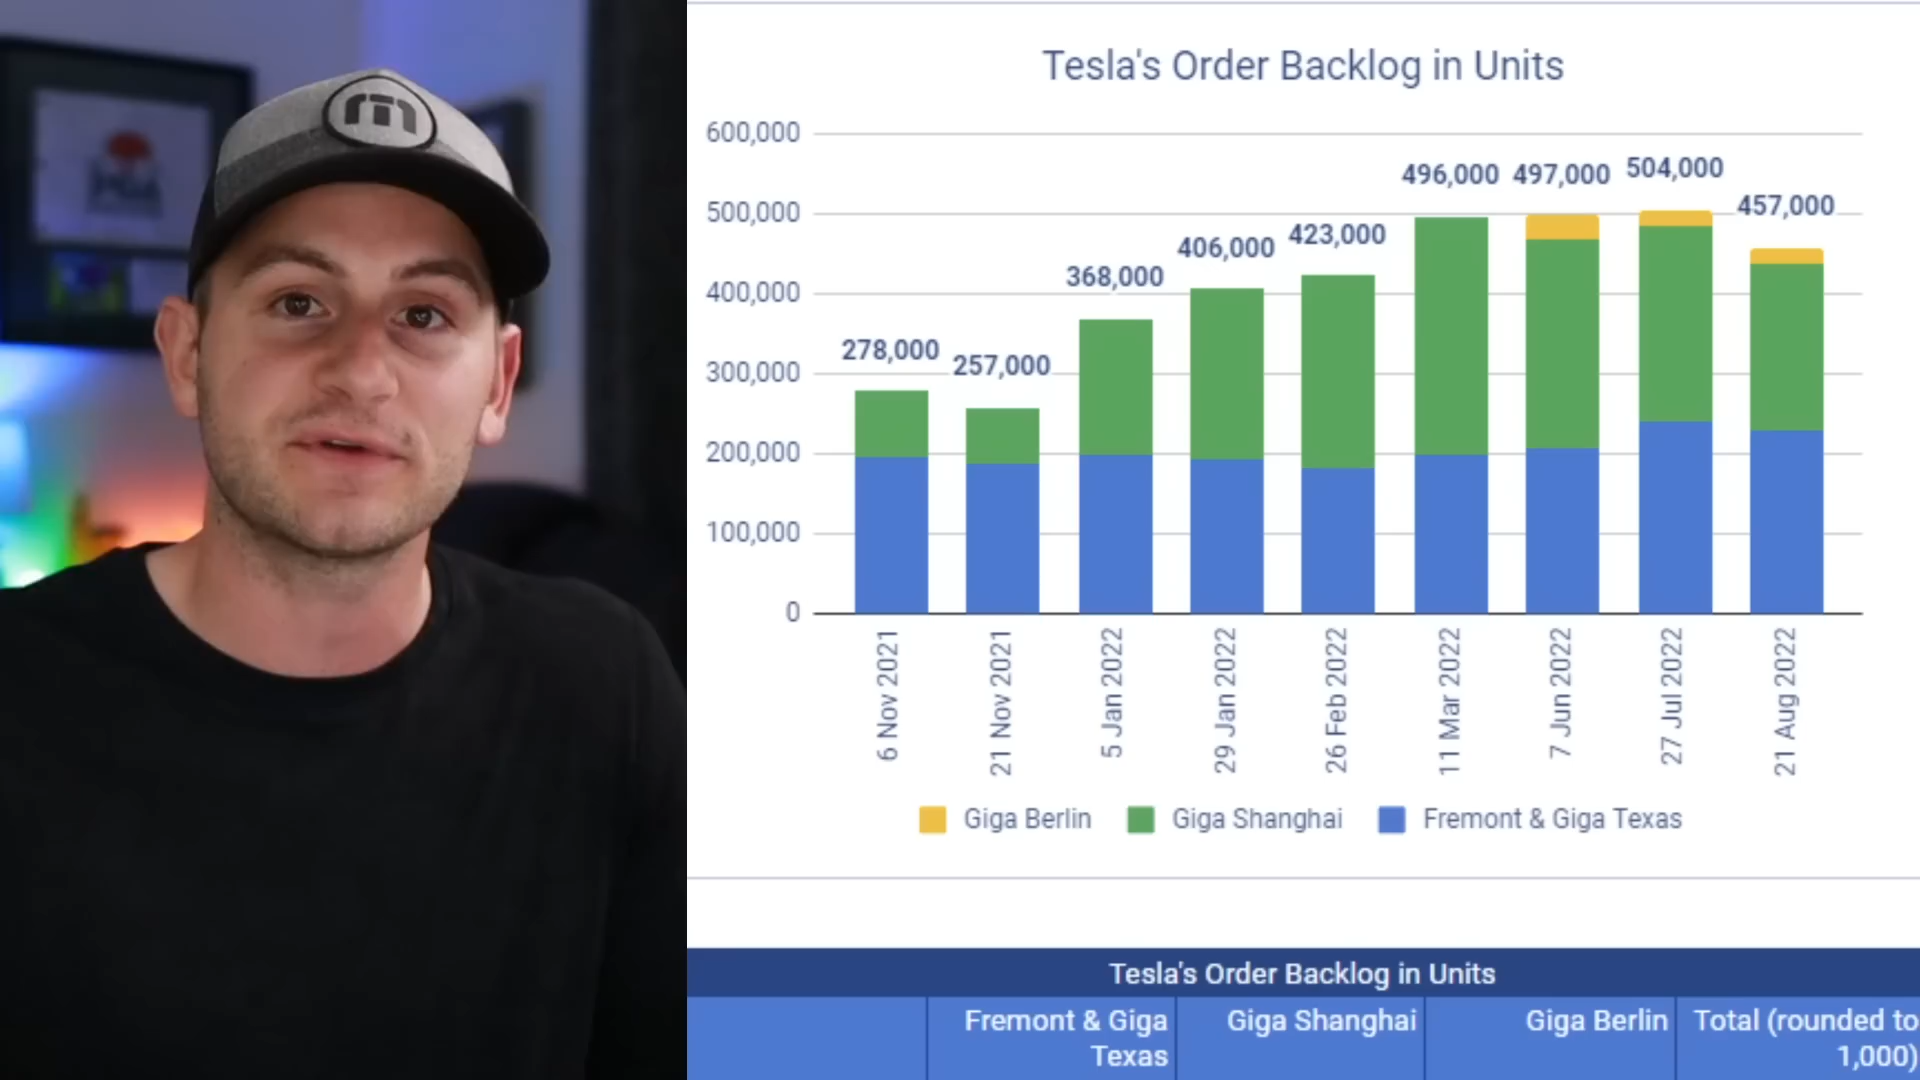 Tesla's Order Backlog in Units
600,000
500,000
400,000
300,000
200,000
100,000
0
278,000
257,000
368,000
406,000
423,000
496,000
497,000
504,000
457,000
6 Nov 2021
21 Nov 2021
5 Jan 2022
29 Jan 2022
26 Feb 2022
11 Mar 2022
7 Jun 2022
27 Jul 2022
21 Aug 2022
Giga Berlin
Giga Shanghai
Fremont & Giga Texas
Tesla's Order Backlog in Units
Fremont & Giga
Texas
Giga Shanghai
Giga Berlin
Total (rounded to
1,000)